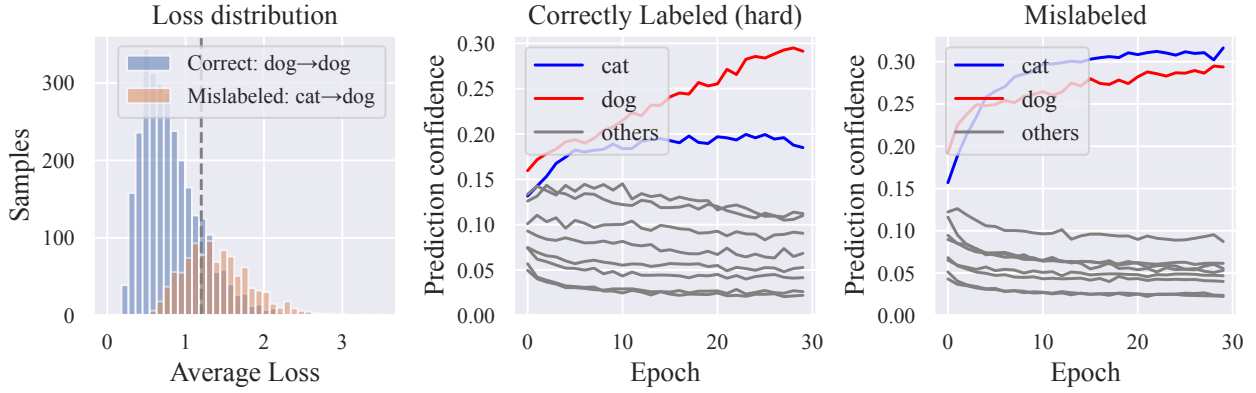 Loss distribution
Correct: dog→dog
Mislabeled: cat→dog
Samples
300
200
100
0
0 1 2 3
Average Loss
Correctly Labeled (hard)
cat
dog
others
Prediction confidence
0.30
0.25
0.20
0.15
0.10
0.05
0.00
0 10 20 30
Epoch
Mislabeled
cat
dog
others
Prediction confidence
0.30
0.25
0.20
0.15
0.10
0.05
0.00
0 10 20 30
Epoch